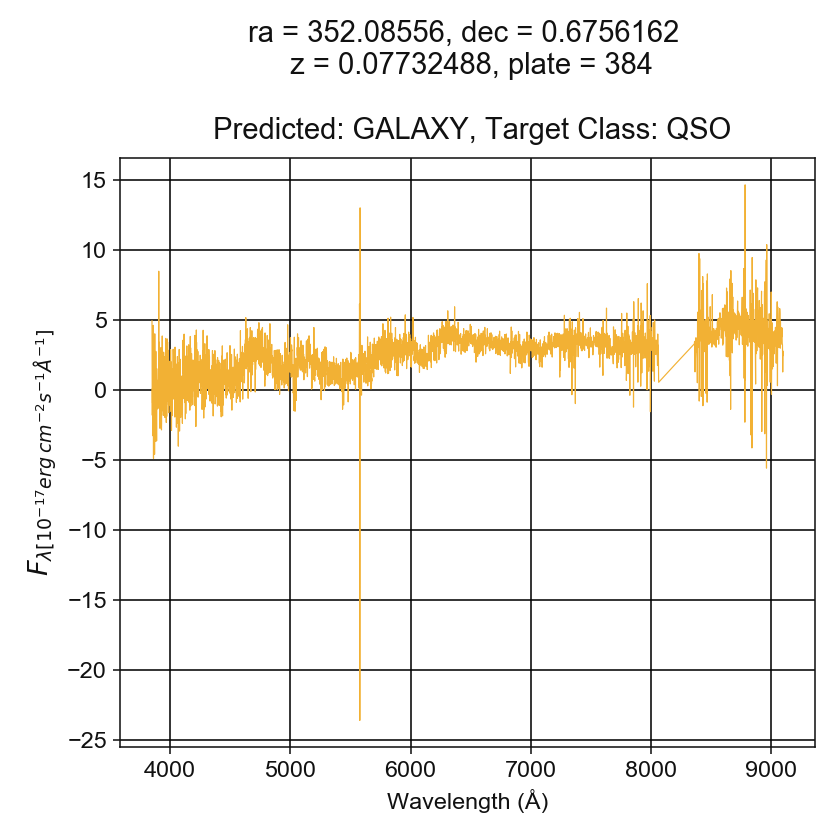 ra = 352.08556, dec = 0.6756162
z = 0.07732488, plate = 384
Predicted: GALAXY, Target Class: QSO
15
10
5
0
−5
−10
−15
−20
−25
F_{λ[10^{−17} erg cm^{−2} s^{−1} Å^{−1}]}
4000 5000 6000 7000 8000 9000
Wavelength (Å)